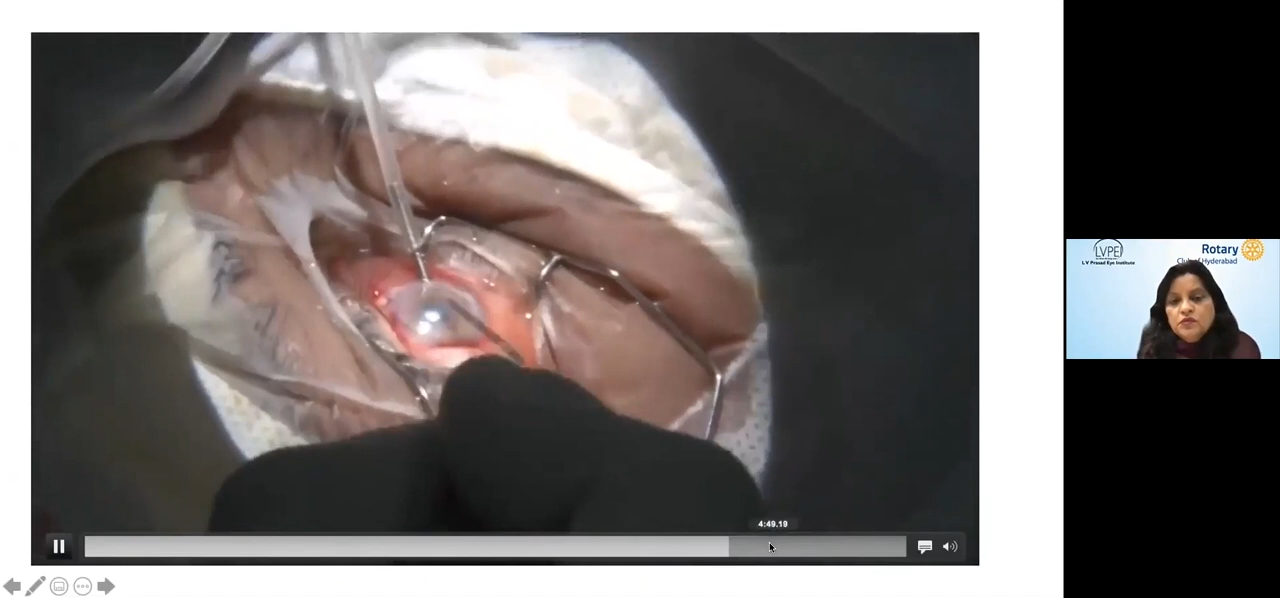 4:49.19
LVPEI
L V Prasad Eye Institute
Rotary
Club of Hyderabad